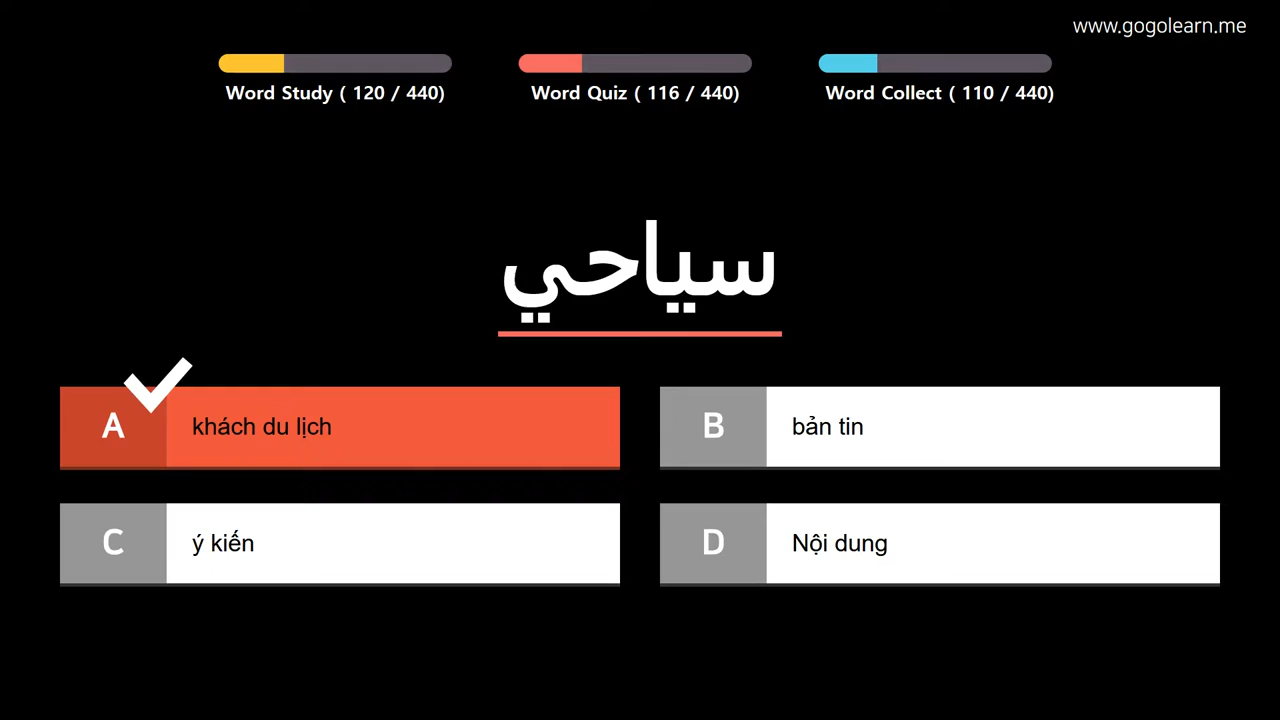 www.gogolearn.me
Word Study ( 120 / 440)
Word Quiz ( 116 / 440)
Word Collect ( 110 / 440)
سياحي
A khách du lịch
B bản tin
C ý kiến
D Nội dung